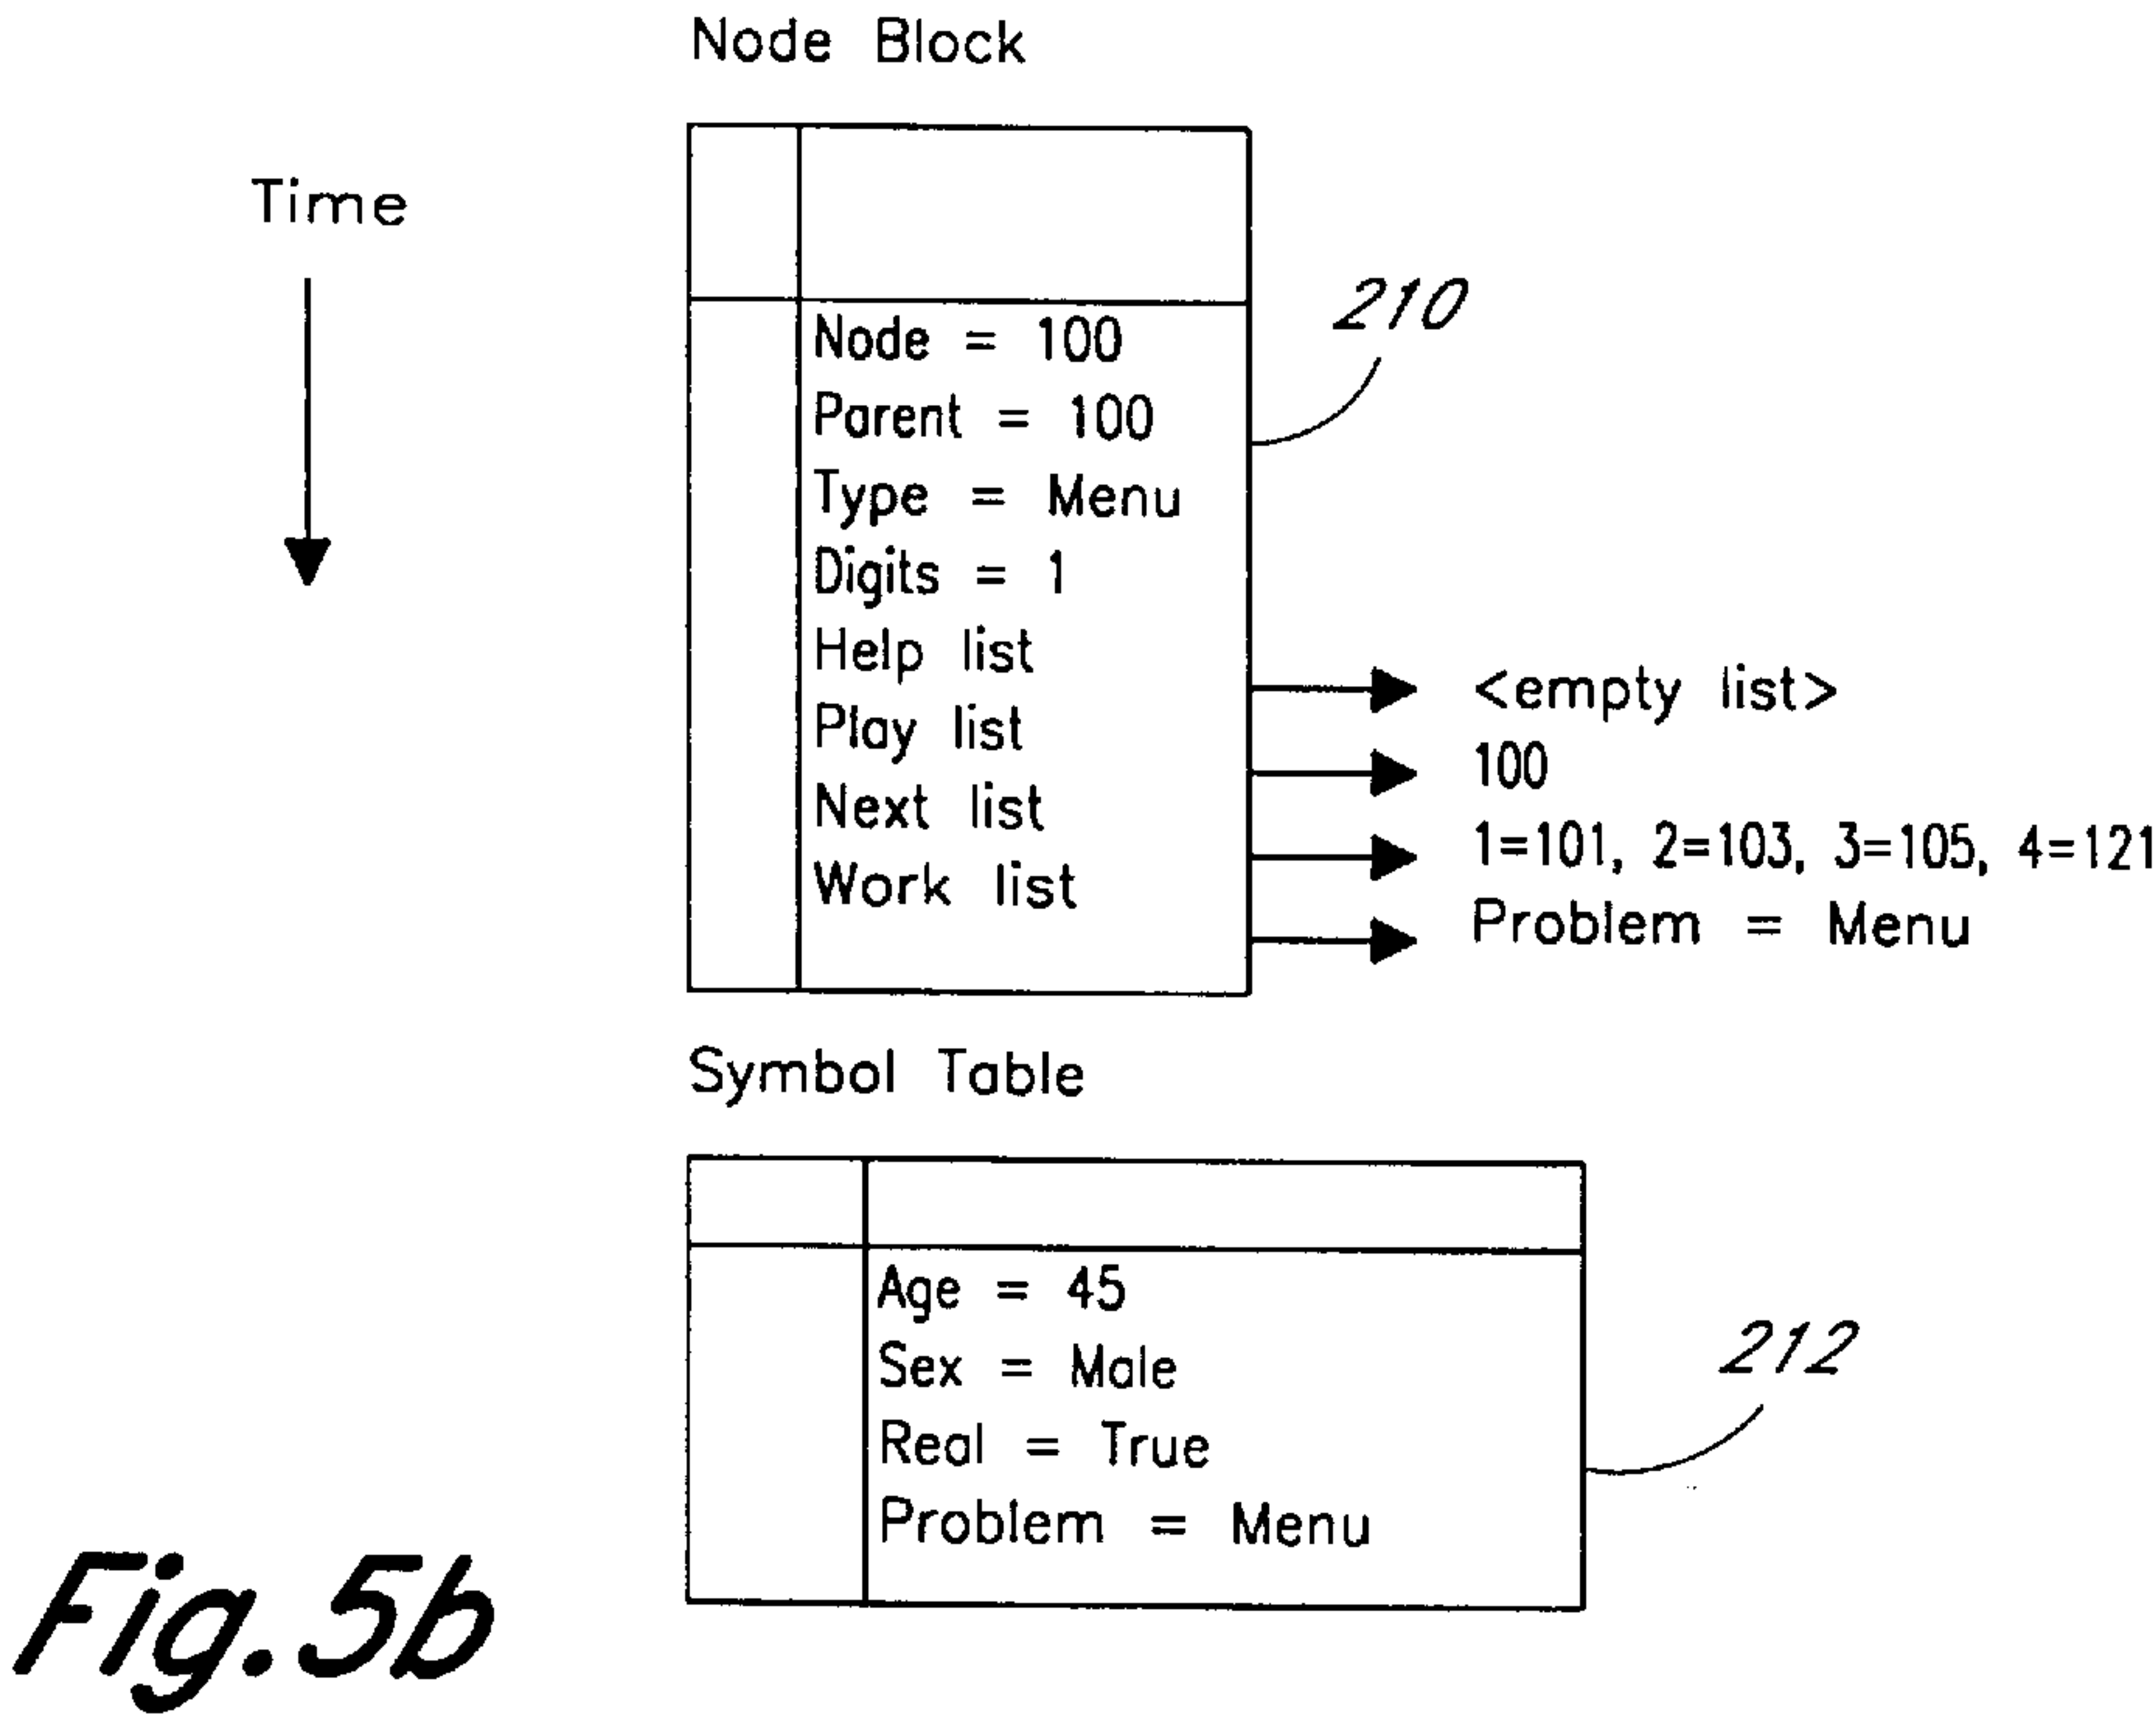 Node Block
Time
210
Node = 100
Parent = 100
Type = Menu
Digits = 1
Help list
<empty list>
Play list
100
Next list
1=101, 2=103, 3=105, 4=121
Work list
Problem = Menu
Symbol Table
Age = 45
Sex = Male
212
Real = True
Problem = Menu
Fig.5b